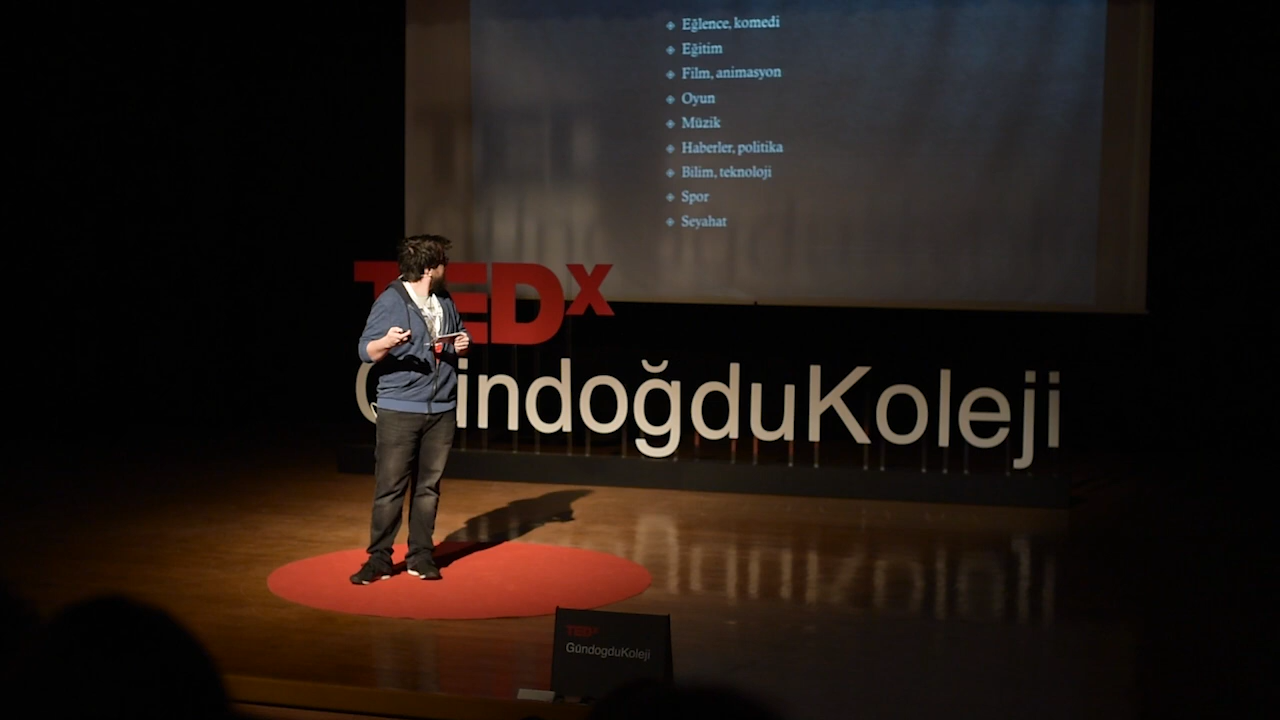 Eğlence, komedi
Eğitim
Film, animasyon
Oyun
Müzik
Haberler, politika
Bilim, teknoloji
Spor
Seyahat
TEDx
GündoğduKoleji
TEDx
GündogduKoleji